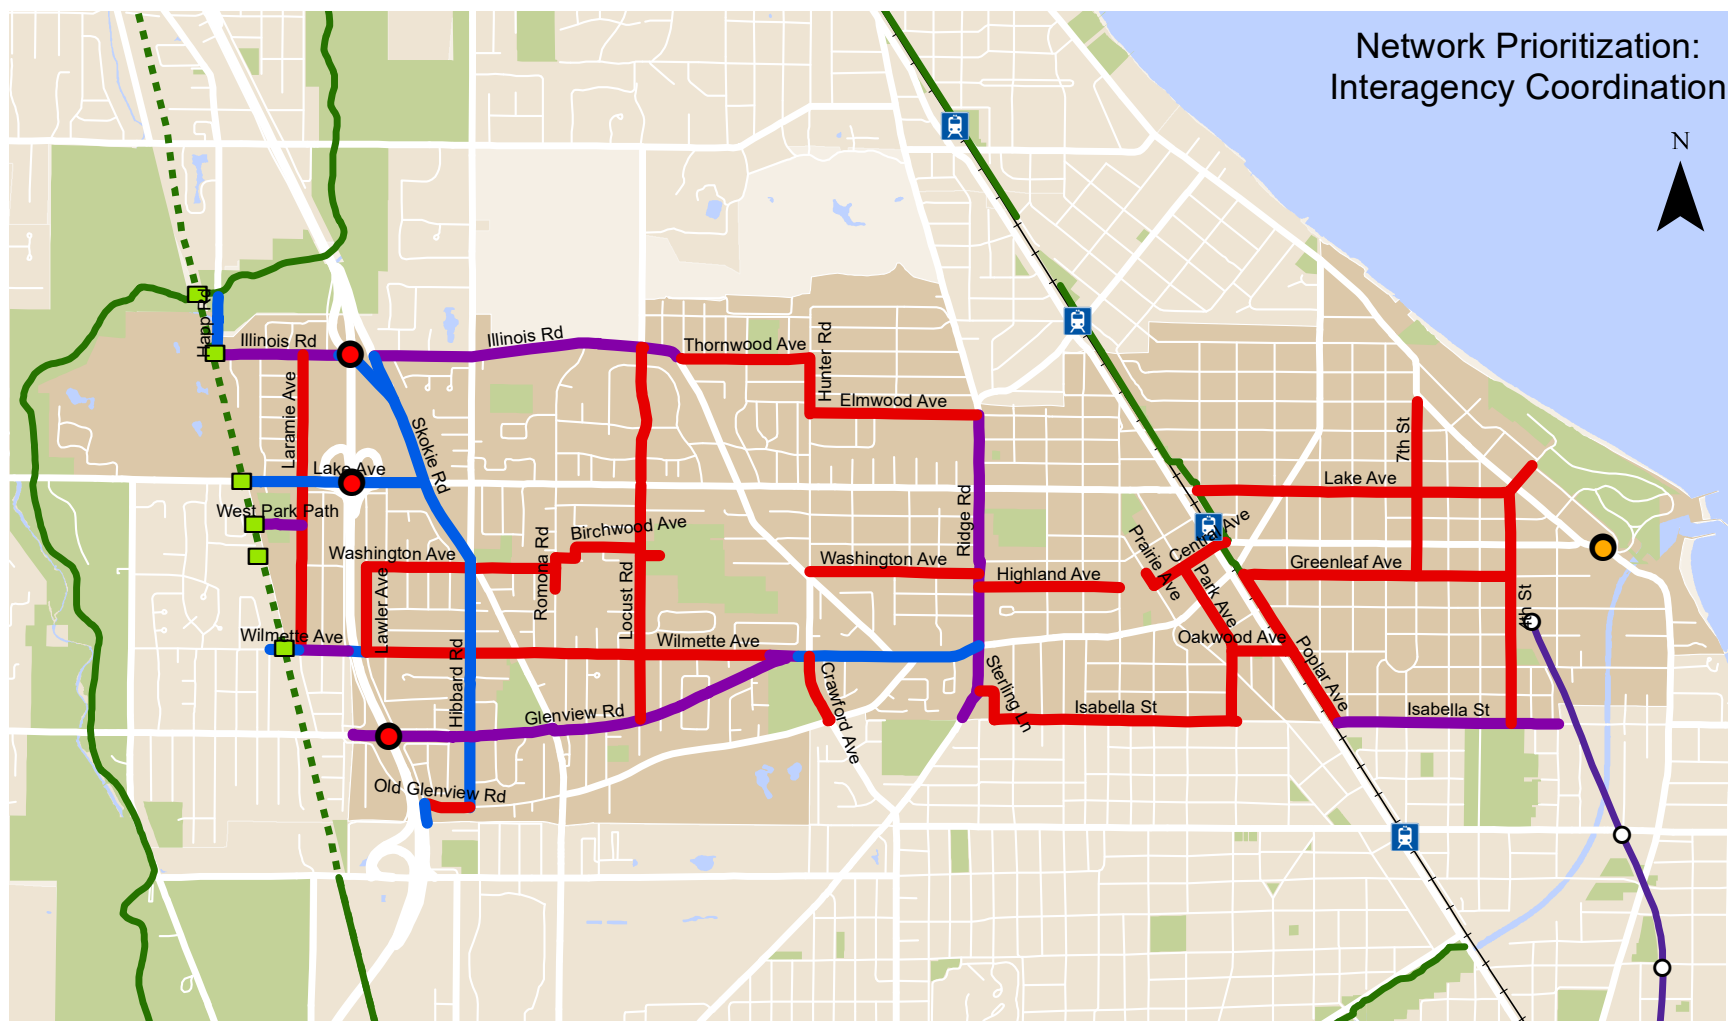 Network Prioritization:
Interagency Coordination
N
Happ Rd
Illinois Rd
Illinois Rd
Thornwood Ave
Hunter Rd
Elmwood Ave
Laramie Ave
Skokie Rd
Lake Ave
Lake Ave
7th St
West Park Path
Birchwood Ave
Ridge Rd
Central Ave
Prairie Ave
Washington Ave
Washington Ave
Highland Ave
Greenleaf Ave
Romona Rd
Locust Rd
Lawler Ave
Park Ave
4th St
Wilmette Ave
Wilmette Ave
Oakwood Ave
Poplar Ave
Hibbard Rd
Sterling Ln
Crawford Ave
Glenview Rd
Isabella St
Isabella St
Old Glenview Rd